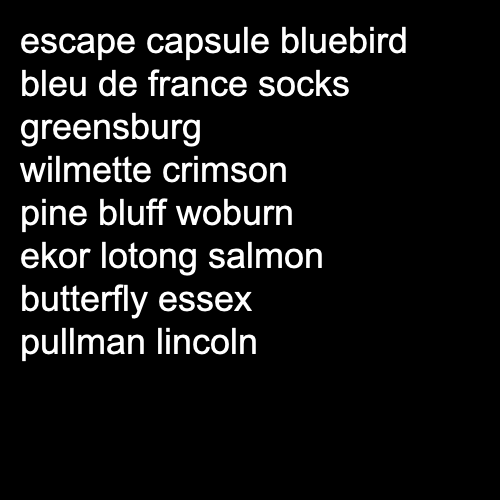 escape capsule bluebird
bleu de france socks
greensburg
wilmette crimson
pine bluff woburn
ekor lotong salmon
butterfly essex
pullman lincoln